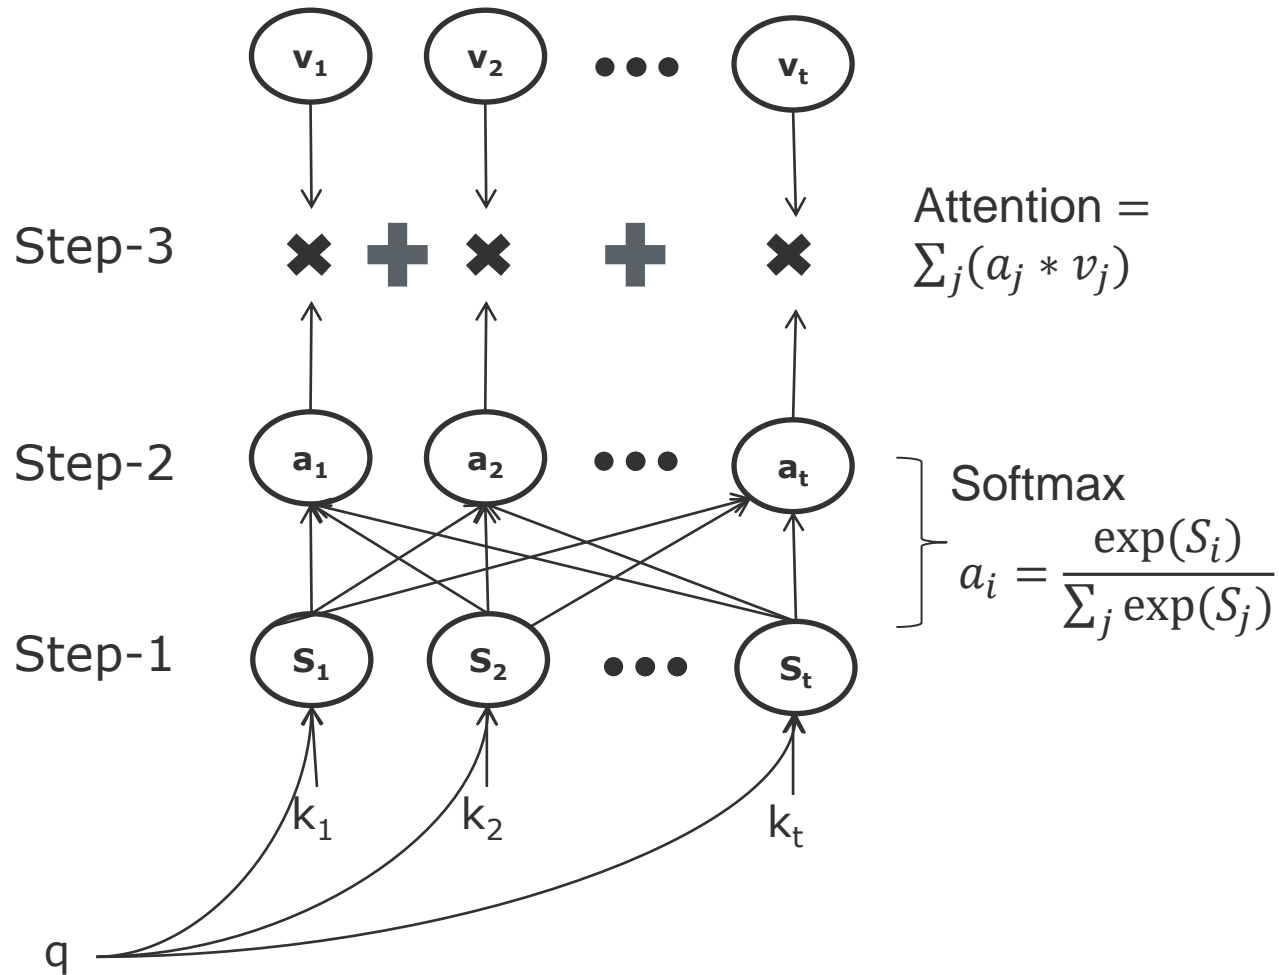 v₁ v₂ ••• vₜ
Step-3
Attention =
∑ⱼ(aⱼ * vⱼ)
Step-2 a₁ a₂ ••• aₜ
Softmax
aᵢ = exp(Sᵢ) / ∑ⱼ exp(Sⱼ)
Step-1 S₁ S₂ ••• Sₜ
k₁ k₂ kₜ
q